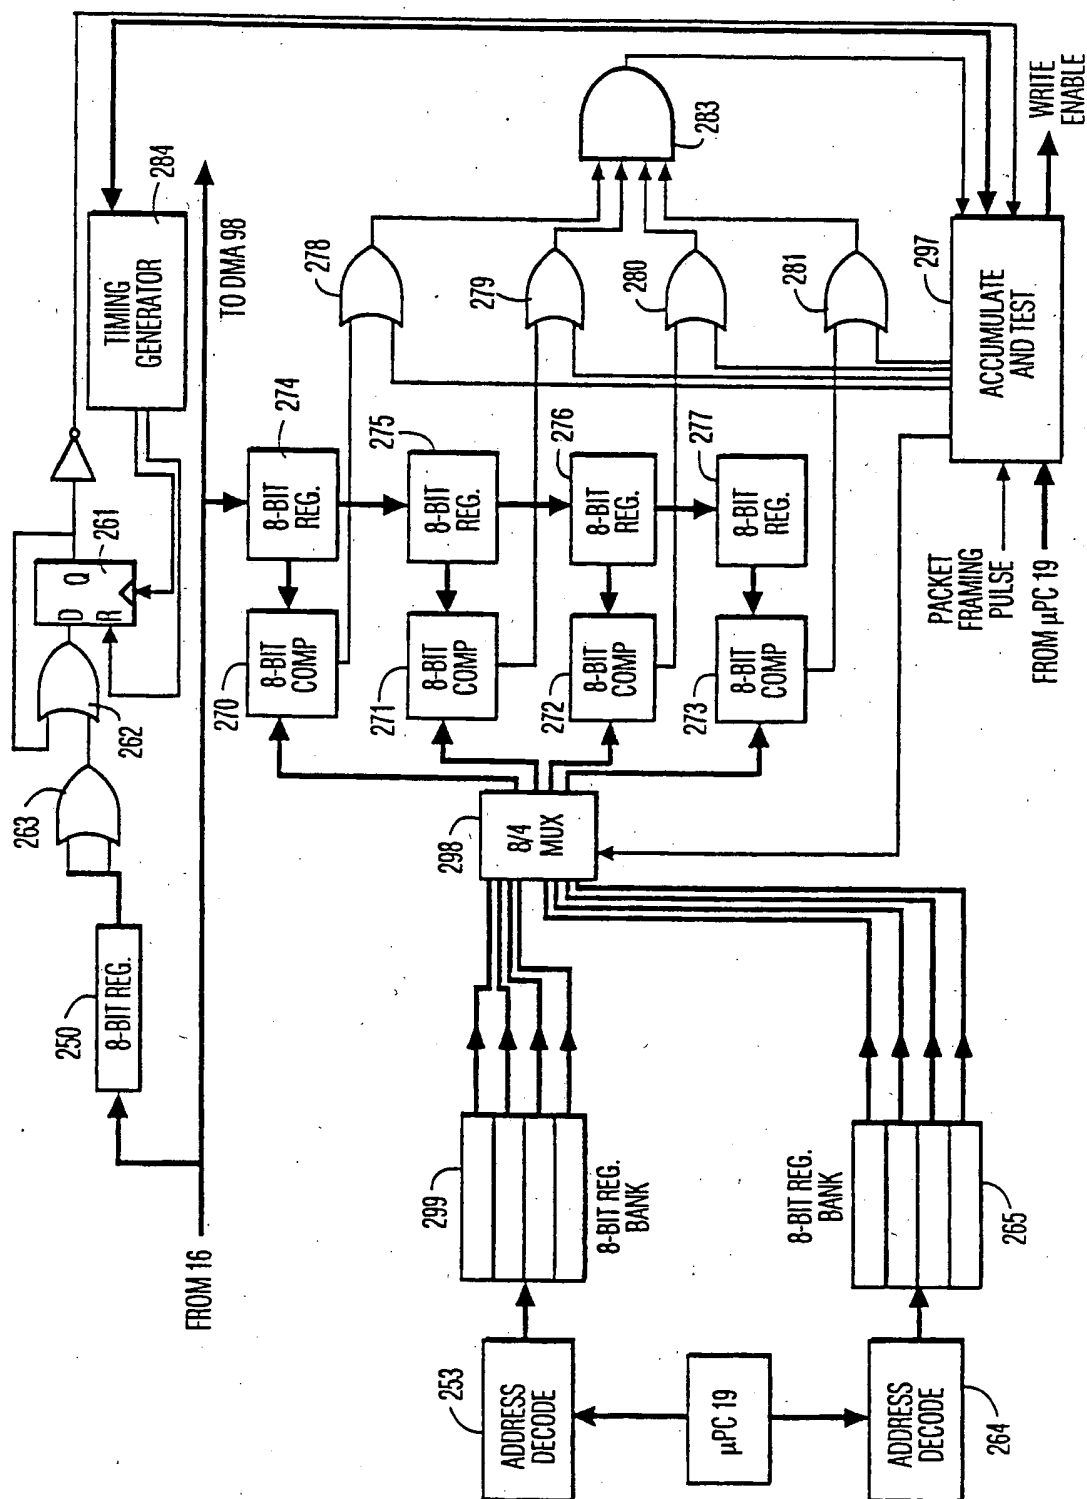 FROM 16
250
8-BIT REG.
263
262
D
Q
R
261
TIMING
GENERATOR
284
TO DMA 98
253
ADDRESS
DECODE
µPC 19
ADDRESS
DECODE
264
299
8-BIT REG.
BANK
8-BIT REG.
BANK
265
298
8/4
MUX
270
8-BIT
COMP
274
8-BIT
REG.
278
271
8-BIT
COMP
275
8-BIT
REG.
279
272
8-BIT
COMP
276
8-BIT
REG.
280
273
8-BIT
COMP
277
8-BIT
REG.
281
283
PACKET
FRAMING
PULSE
FROM µPC 19
297
ACCUMULATE
AND TEST
WRITE
ENABLE